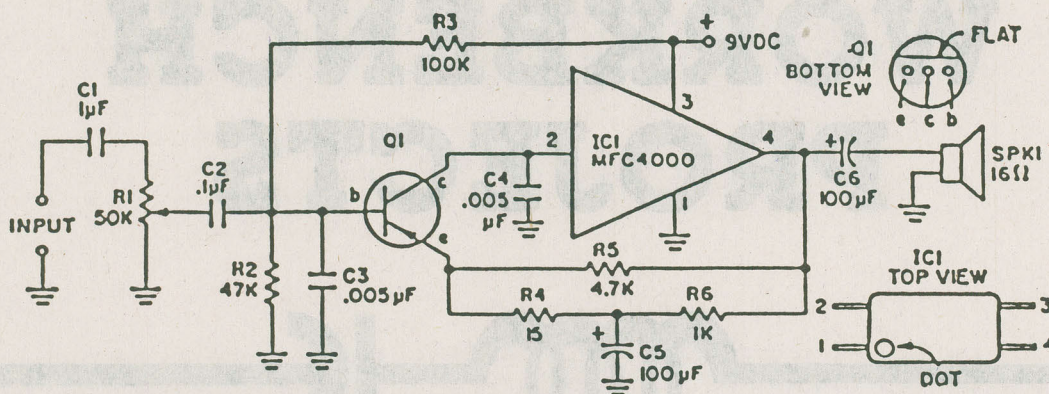 R3
100K
+
9VDC
Q1
BOTTOM
VIEW
FLAT
e c b
C1
1µF
INPUT
R1
50K
C2
.1µF
R2
47K
C3
.005µF
Q1
b
c
e
C4
.005
µF
2
IC1
MFC4000
3
4
1
+
C6
100µF
SPK1
16Ω
R5
4.7K
R4
15
R6
1K
+
C5
100µF
IC1
TOP VIEW
2
3
1
4
DOT